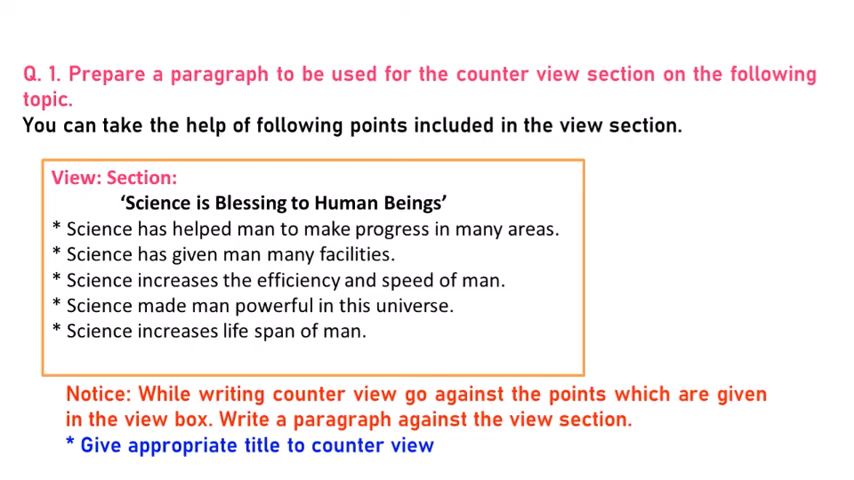 Q. 1. Prepare a paragraph to be used for the counter view section on the following
topic.
You can take the help of following points included in the view section.
View: Section:
‘Science is Blessing to Human Beings’
* Science has helped man to make progress in many areas.
* Science has given man many facilities.
* Science increases the efficiency and speed of man.
* Science made man powerful in this universe.
* Science increases life span of man.
Notice: While writing counter view go against the points which are given
in the view box. Write a paragraph against the view section.
* Give appropriate title to counter view